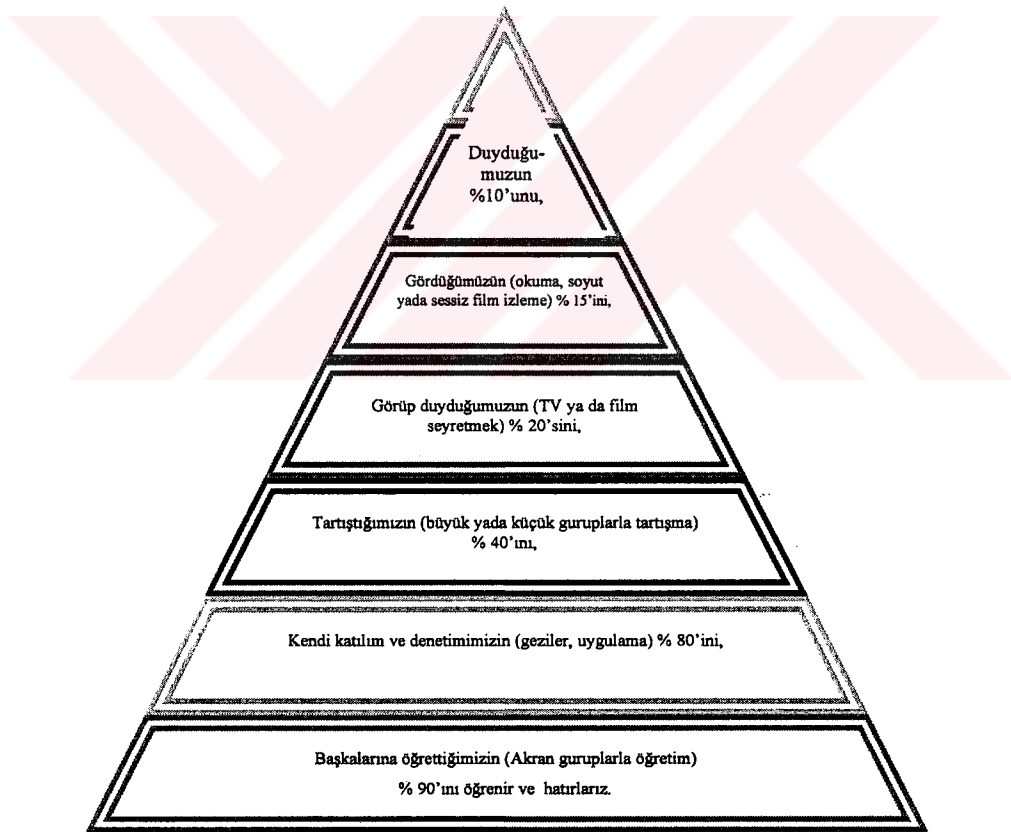 Duyduğu-
muzun
%10'unu,
Gördüğümüzün (okuma, soyut
yada sessiz film izleme) % 15'ini,
Görüp duyduğumuzun (TV ya da film
seyretmek) % 20'sini,
Tartıştığımızın (büyük yada küçük guruplarla tartışma)
% 40'ını,
Kendi katılım ve denetimimizin (geziler, uygulama) % 80'ini,
Başkalarına öğrettiğimizin (Akran guruplarla öğretim)
% 90'ını öğrenir ve hatırlarız.